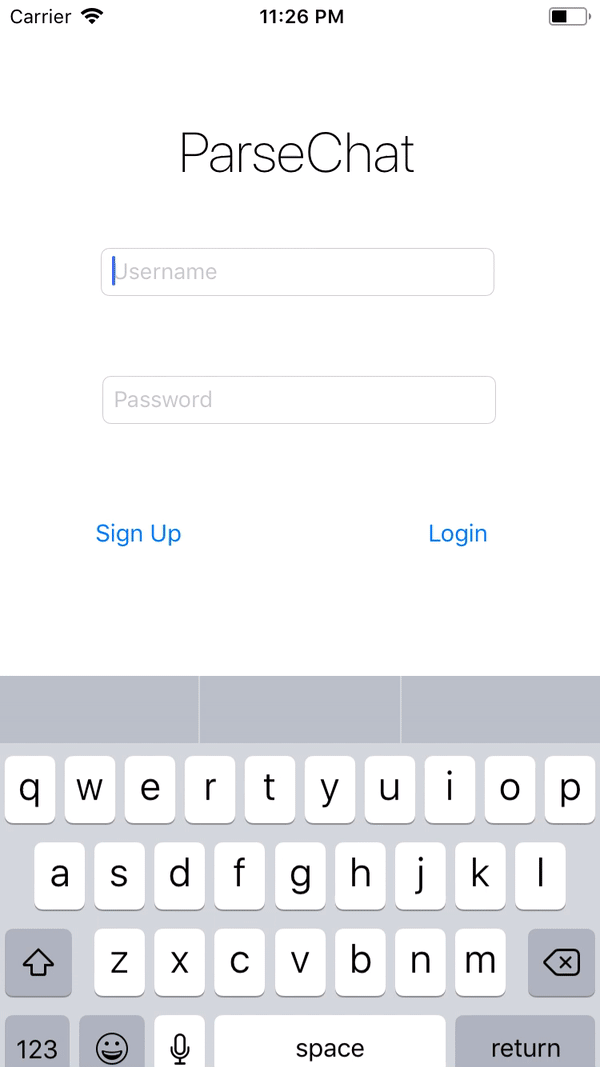 Carrier 11:26 PM
ParseChat
Username
Password
Sign Up Login
q w e r t y u i o p
a s d f g h j k l
z x c v b n m
123 space return